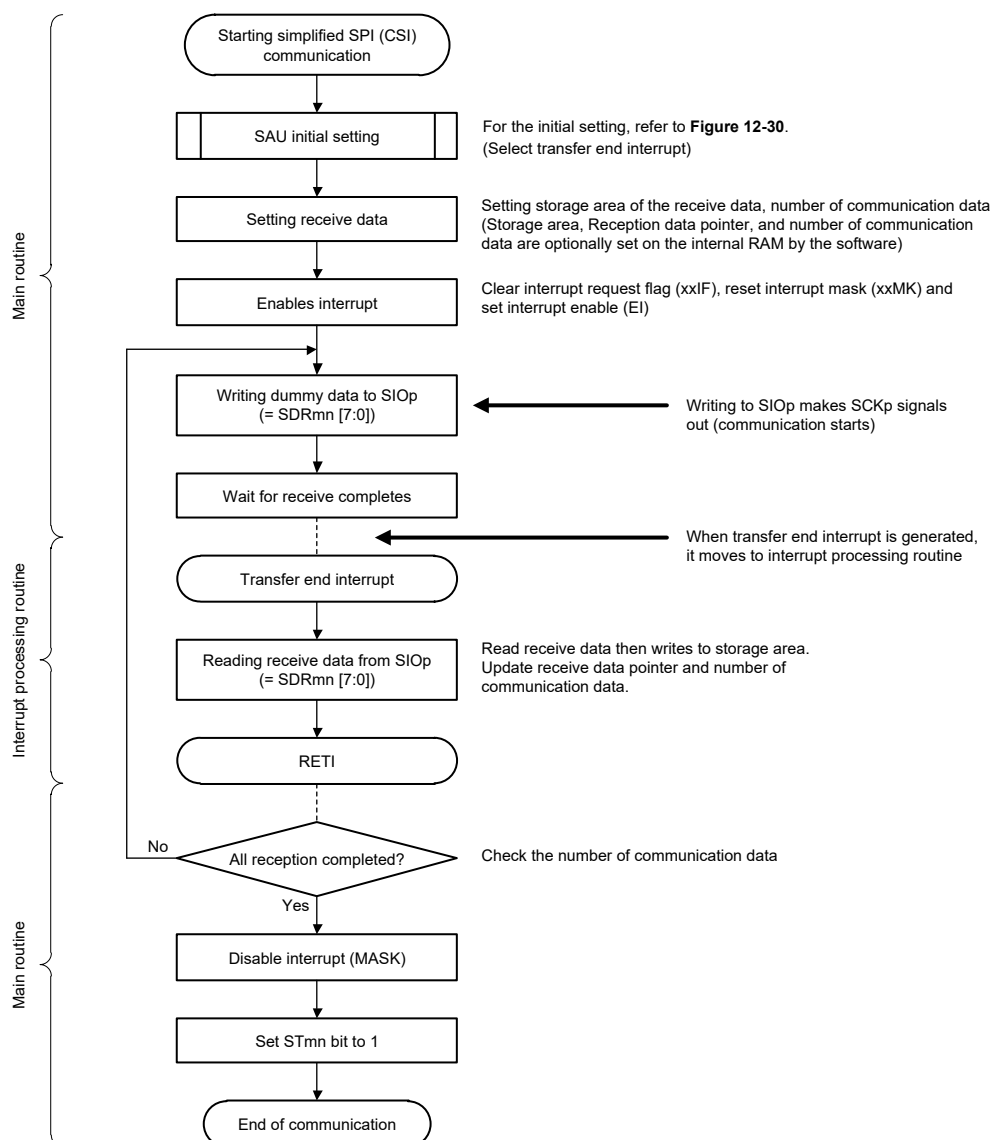 Starting simplified SPI (CSI)
communication
SAU initial setting
For the initial setting, refer to Figure 12-30.
(Select transfer end interrupt)
Setting receive data
Setting storage area of the receive data, number of communication data
(Storage area, Reception data pointer, and number of communication
data are optionally set on the internal RAM by the software)
Main routine
Enables interrupt
Clear interrupt request flag (xxIF), reset interrupt mask (xxMK) and
set interrupt enable (EI)
Writing dummy data to SIOp
(= SDRmn [7:0])
Writing to SIOp makes SCKp signals
out (communication starts)
Wait for receive completes
When transfer end interrupt is generated,
it moves to interrupt processing routine
Transfer end interrupt
Interrupt processing routine
Reading receive data from SIOp
(= SDRmn [7:0])
Read receive data then writes to storage area.
Update receive data pointer and number of
communication data.
RETI
No
All reception completed?
Check the number of communication data
Yes
Main routine
Disable interrupt (MASK)
Set STmn bit to 1
End of communication